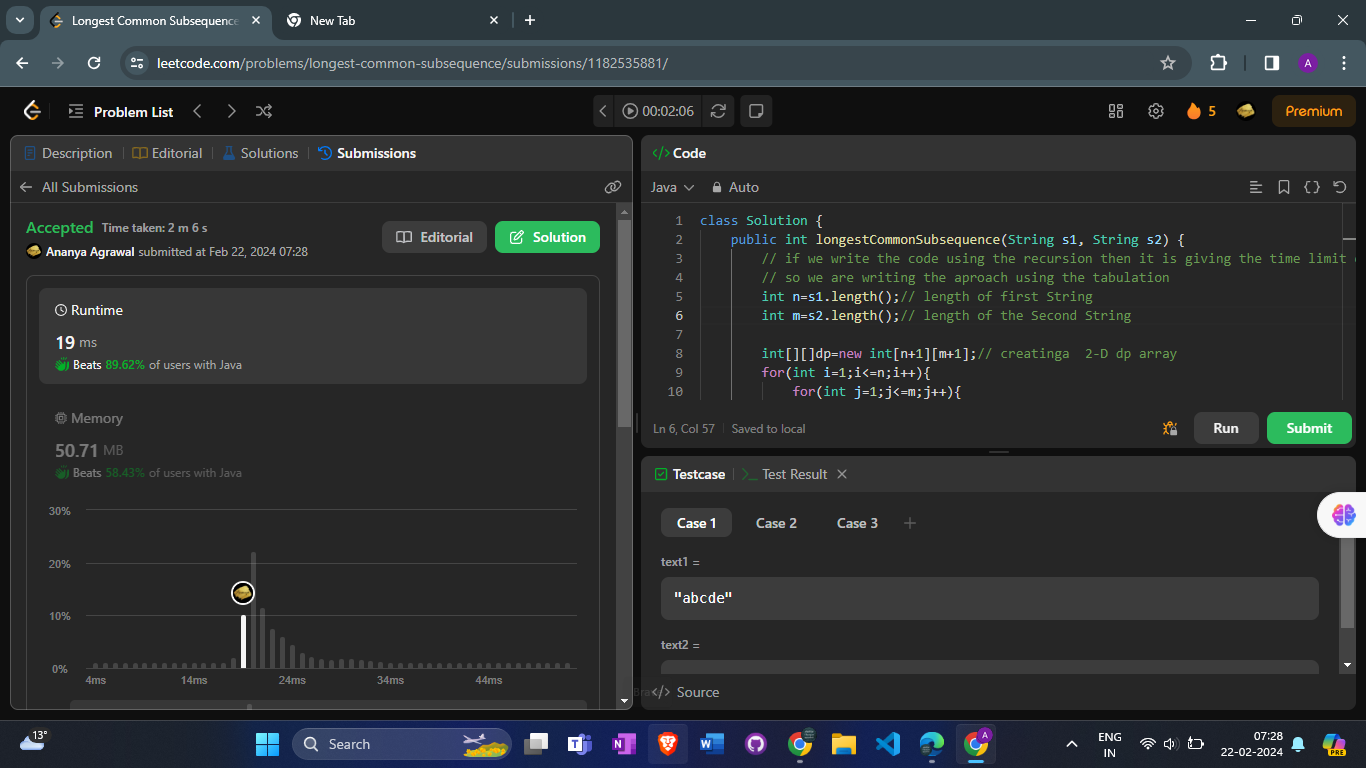 Longest Common Subsequence
New Tab
leetcode.com/problems/longest-common-subsequence/submissions/1182535881/
A
Problem List
00:02:06
5
Premium
Description
Editorial
Solutions
Submissions
All Submissions
Accepted Time taken: 2 m 6 s
Ananya Agrawal submitted at Feb 22, 2024 07:28
Editorial
Solution
Runtime
19 ms
Beats 89.62% of users with Java
Memory
50.71 MB
Beats 58.43% of users with Java
30%
20%
10%
0%
4ms 14ms 24ms 34ms 44ms
Code
Java
Auto
1 class Solution {
2 public int longestCommonSubsequence(String s1, String s2) {
3 // if we write the code using the recursion then it is giving the time limit
4 // so we are writing the aproach using the tabulation
5 int n=s1.length();// length of first String
6 int m=s2.length();// length of the Second String
7
8 int[][]dp=new int[n+1][m+1];// creatinga 2-D dp array
9 for(int i=1;i<=n;i++){
10 for(int j=1;j<=m;j++){
Ln 6, Col 57 Saved to local
Run
Submit
Testcase
Test Result
Case 1 Case 2 Case 3
text1 =
"abcde"
text2 =
Source
13°
Search
A
ENG
IN
07:28
22-02-2024
PRE